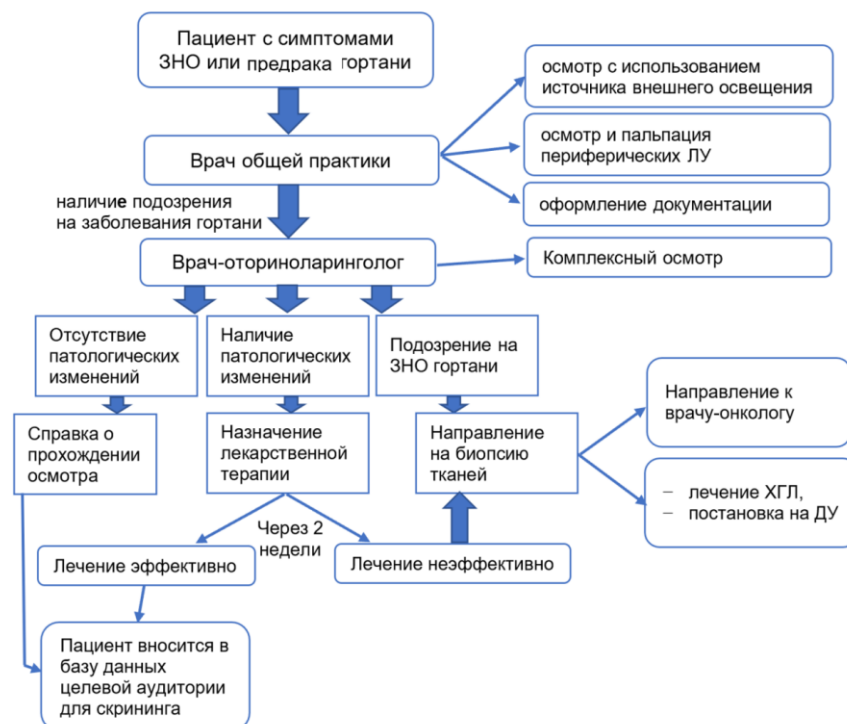 Пациент с симптомами
ЗНО или предрака гортани
осмотр с использованием
источника внешнего освещения
Врач общей практики
осмотр и пальпация
периферических ЛУ
наличие подозрения
на заболевания гортани
оформление документации
Врач-оториноларинголог
Комплексный осмотр
Отсутствие
патологических
изменений
Наличие
патологических
изменений
Подозрение на
ЗНО гортани
Направление к
врачу-онкологу
Справка о
прохождении
осмотра
Назначение
лекарственной
терапии
Направление
на биопсию
тканей
– лечение ХГЛ,
– постановка на ДУ
Через 2
недели
Лечение эффективно
Лечение неэффективно
Пациент вносится в
базу данных
целевой аудитории
для скрининга